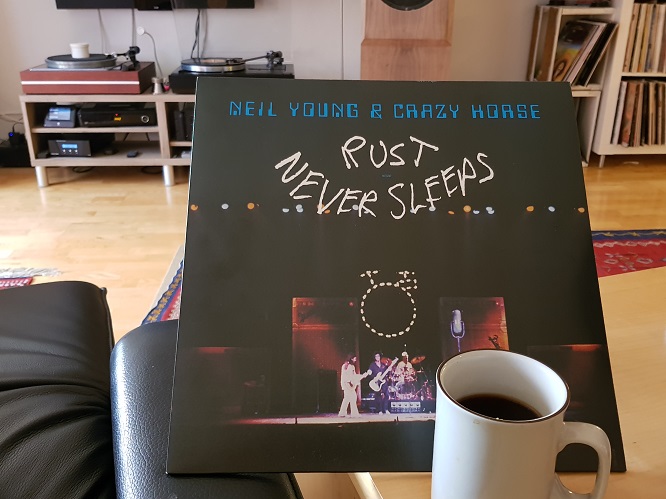 NEIL YOUNG & CRAZY HORSE
RUST
NEVER SLEEPS